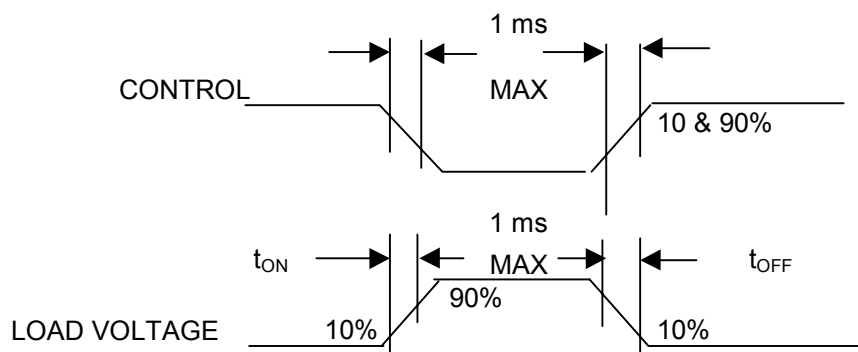 1 ms
CONTROL MAX
10 & 90%
1 ms
tON MAX tOFF
90%
LOAD VOLTAGE 10% 10%